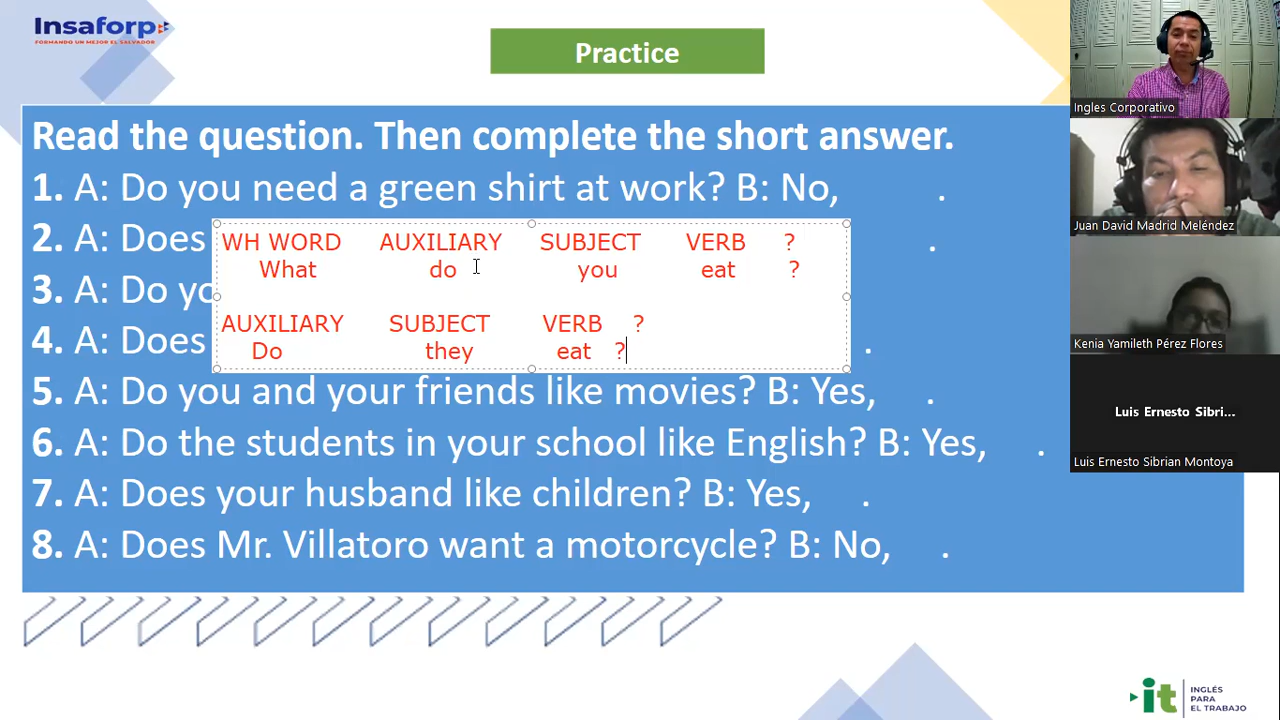 Insaforp
FORMANDO UN MEJOR EL SALVADOR
Practice
Read the question. Then complete the short answer.
1. A: Do you need a green shirt at work? B: No, .
2. A: Does .
3. A: Do yo
4. A: Does .
WH WORD AUXILIARY SUBJECT VERB ?
What do you eat ?
AUXILIARY SUBJECT VERB ?
Do they eat ?
5. A: Do you and your friends like movies? B: Yes, .
6. A: Do the students in your school like English? B: Yes, .
7. A: Does your husband like children? B: Yes, .
8. A: Does Mr. Villatoro want a motorcycle? B: No, .
Ingles Corporativo
Juan David Madrid Meléndez
Kenia Yamileth Pérez Flores
Luis Ernesto Sibri...
Luis Ernesto Sibrian Montoya
it
INGLÉS
PARA
EL TRABAJO